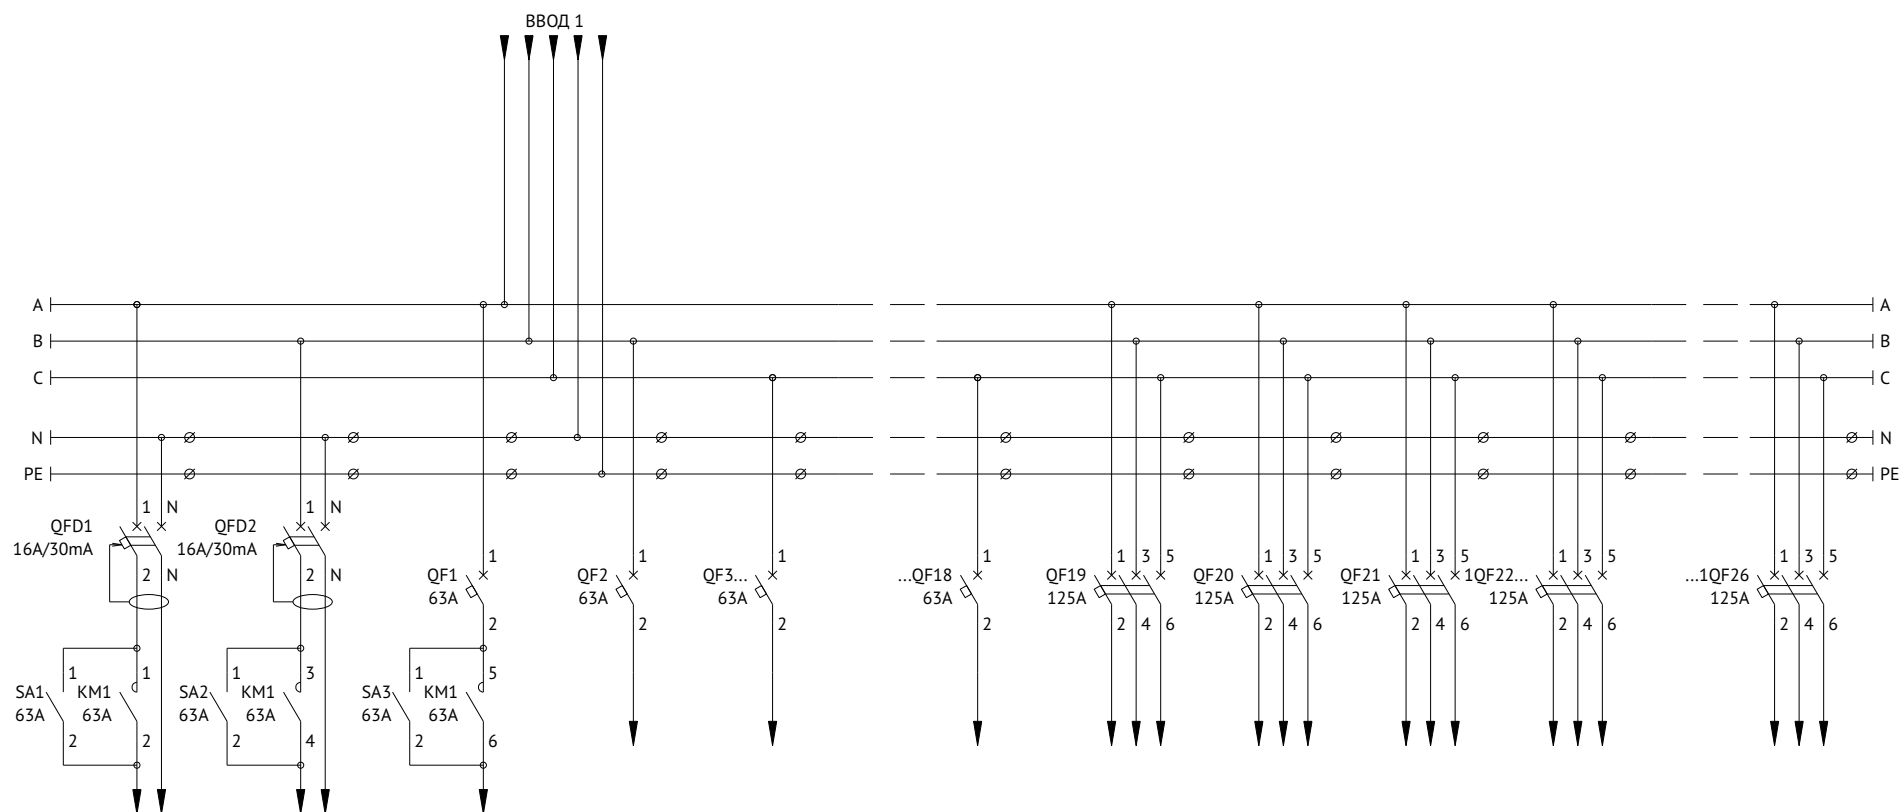 ВВОД 1
A A
B B
C C
N N
PE PE
1 N 1 N
QFD1 QFD2
16A/30mA 16A/30mA
2 N 2 N
1 1 1 1 1 3 5 1 3 5 1 3 5 1 3 5 1 3 5
QF1 QF2 QF3... ...QF18 QF19 QF20 QF21 1QF22... ...1QF26
63A 63A 63A 63A 125A 125A 125A 125A 125A
2 2 2 2 2 4 6 2 4 6 2 4 6 2 4 6 2 4 6
1 1 1 3 1 5
SA1 KM1 SA2 KM1 SA3 KM1
63A 63A 63A 63A 63A 63A
2 2 2 4 2 6